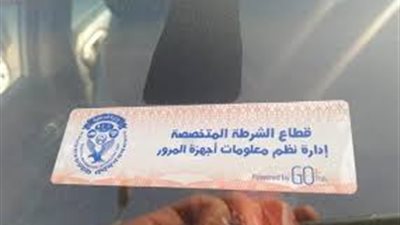 قطاع الشرطة المتخصصة
إدارة نظم معلومات أجهزة المرور
Powered by GO